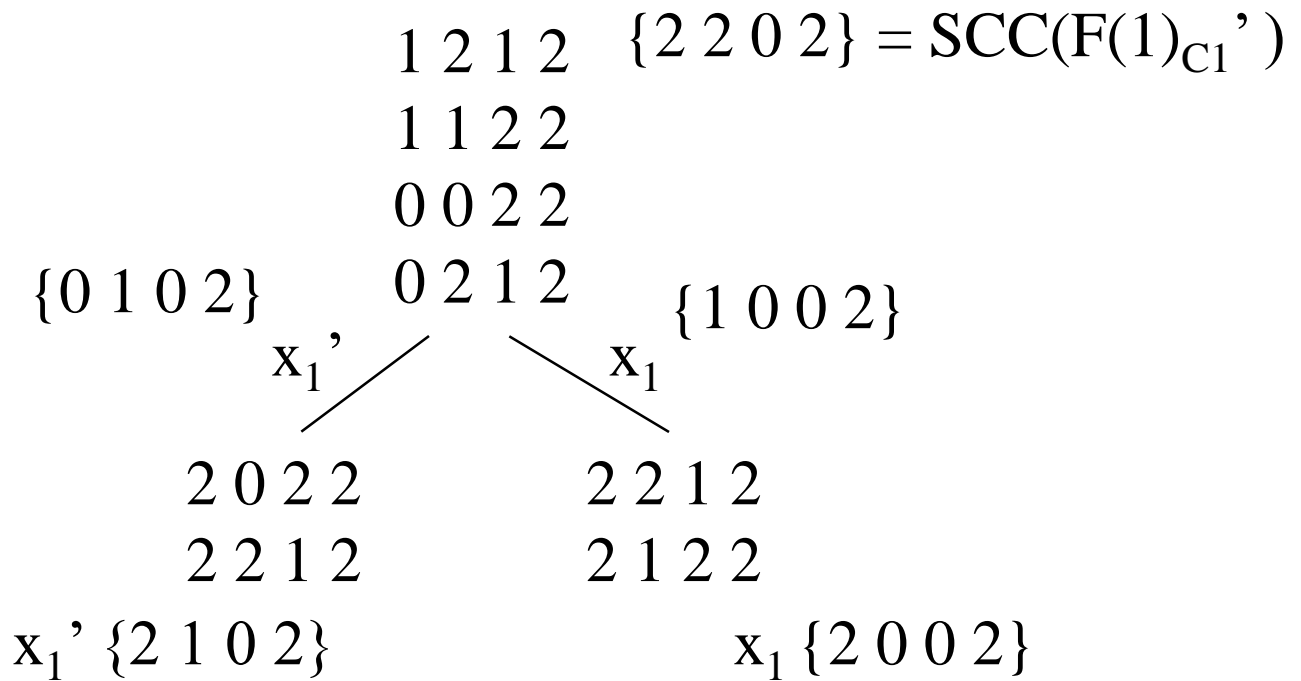 1 2 1 2 {2 2 0 2} = SCC(F(1)C1’ )
1 1 2 2
0 0 2 2
0 2 1 2
{0 1 0 2}
{1 0 0 2}
x1’
x1
2 0 2 2
2 2 1 2
x1’ {2 1 0 2}
2 2 1 2
2 1 2 2
x1 {2 0 0 2}